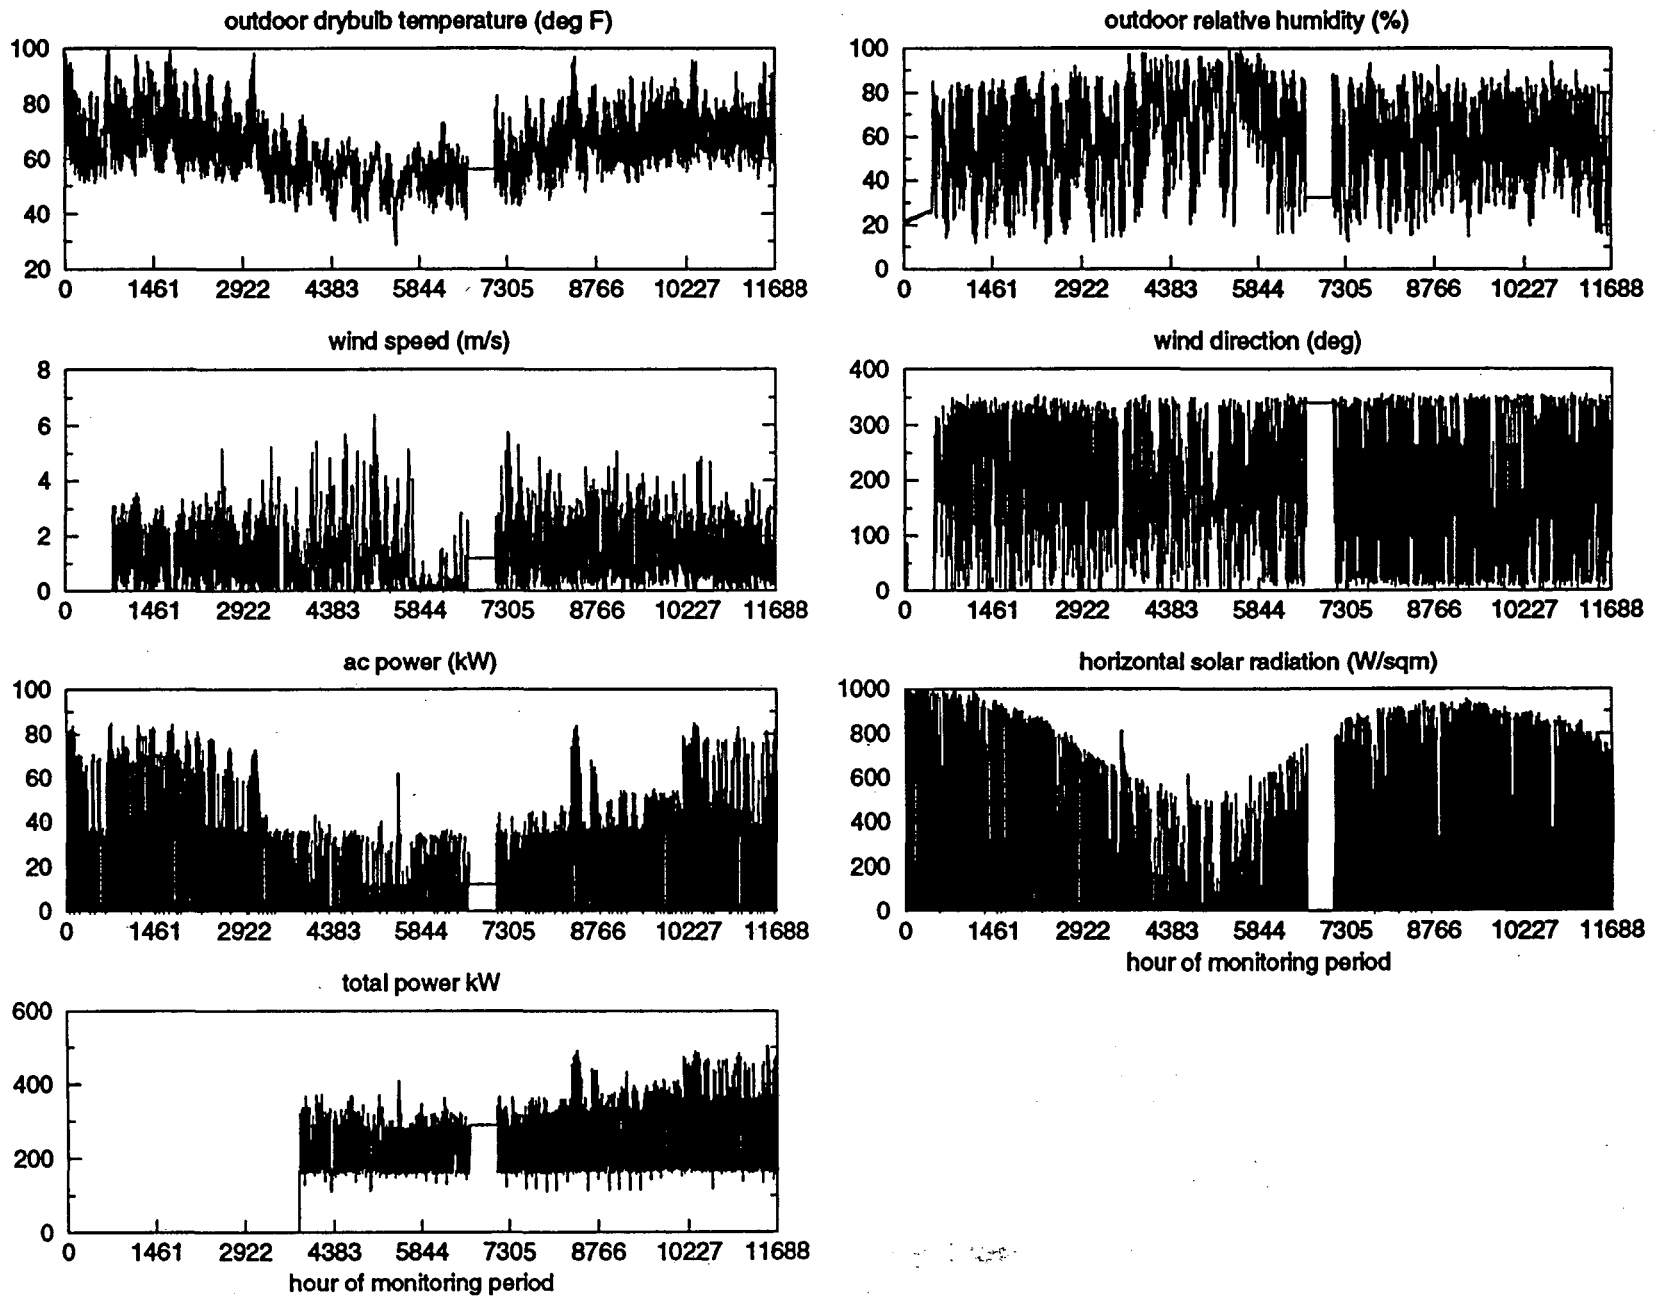 outdoor drybulb temperature (deg F)
100
80
60
40
20
0 1461 2922 4383 5844 7305 8766 10227 11688
outdoor relative humidity (%)
100
80
60
40
20
0
0 1461 2922 4383 5844 7305 8766 10227 11688
wind speed (m/s)
8
6
4
2
0
0 1461 2922 4383 5844 7305 8766 10227 11688
wind direction (deg)
400
300
200
100
0
0 1461 2922 4383 5844 7305 8766 10227 11688
ac power (kW)
100
80
60
40
20
0
0 1461 2922 4383 5844 7305 8766 10227 11688
horizontal solar radiation (W/sqm)
1000
800
600
400
200
0
0 1461 2922 4383 5844 7305 8766 10227 11688
hour of monitoring period
total power kW
600
400
200
0
0 1461 2922 4383 5844 7305 8766 10227 11688
hour of monitoring period